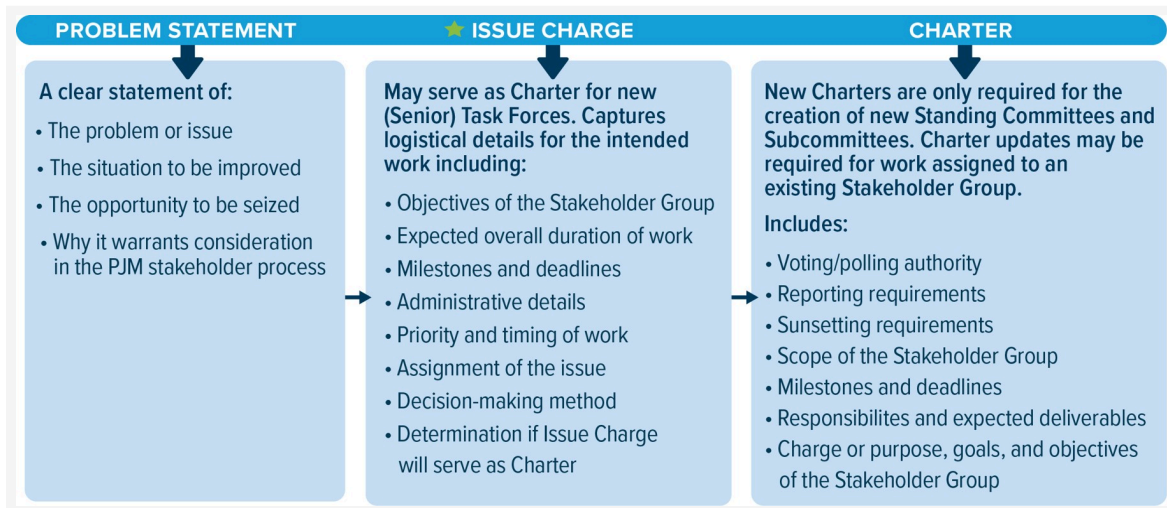 PROBLEM STATEMENT
ISSUE CHARGE
CHARTER
A clear statement of:
• The problem or issue
• The situation to be improved
• The opportunity to be seized
• Why it warrants consideration
in the PJM stakeholder process
May serve as Charter for new
(Senior) Task Forces. Captures
logistical details for the intended
work including:
• Objectives of the Stakeholder Group
• Expected overall duration of work
• Milestones and deadlines
• Administrative details
• Priority and timing of work
• Assignment of the issue
• Decision-making method
• Determination if Issue Charge
will serve as Charter
New Charters are only required for the
creation of new Standing Committees and
Subcommittees. Charter updates may be
required for work assigned to an
existing Stakeholder Group.
Includes:
• Voting/polling authority
• Reporting requirements
• Sunsetting requirements
• Scope of the Stakeholder Group
• Milestones and deadlines
• Responsibilites and expected deliverables
• Charge or purpose, goals, and objectives
of the Stakeholder Group